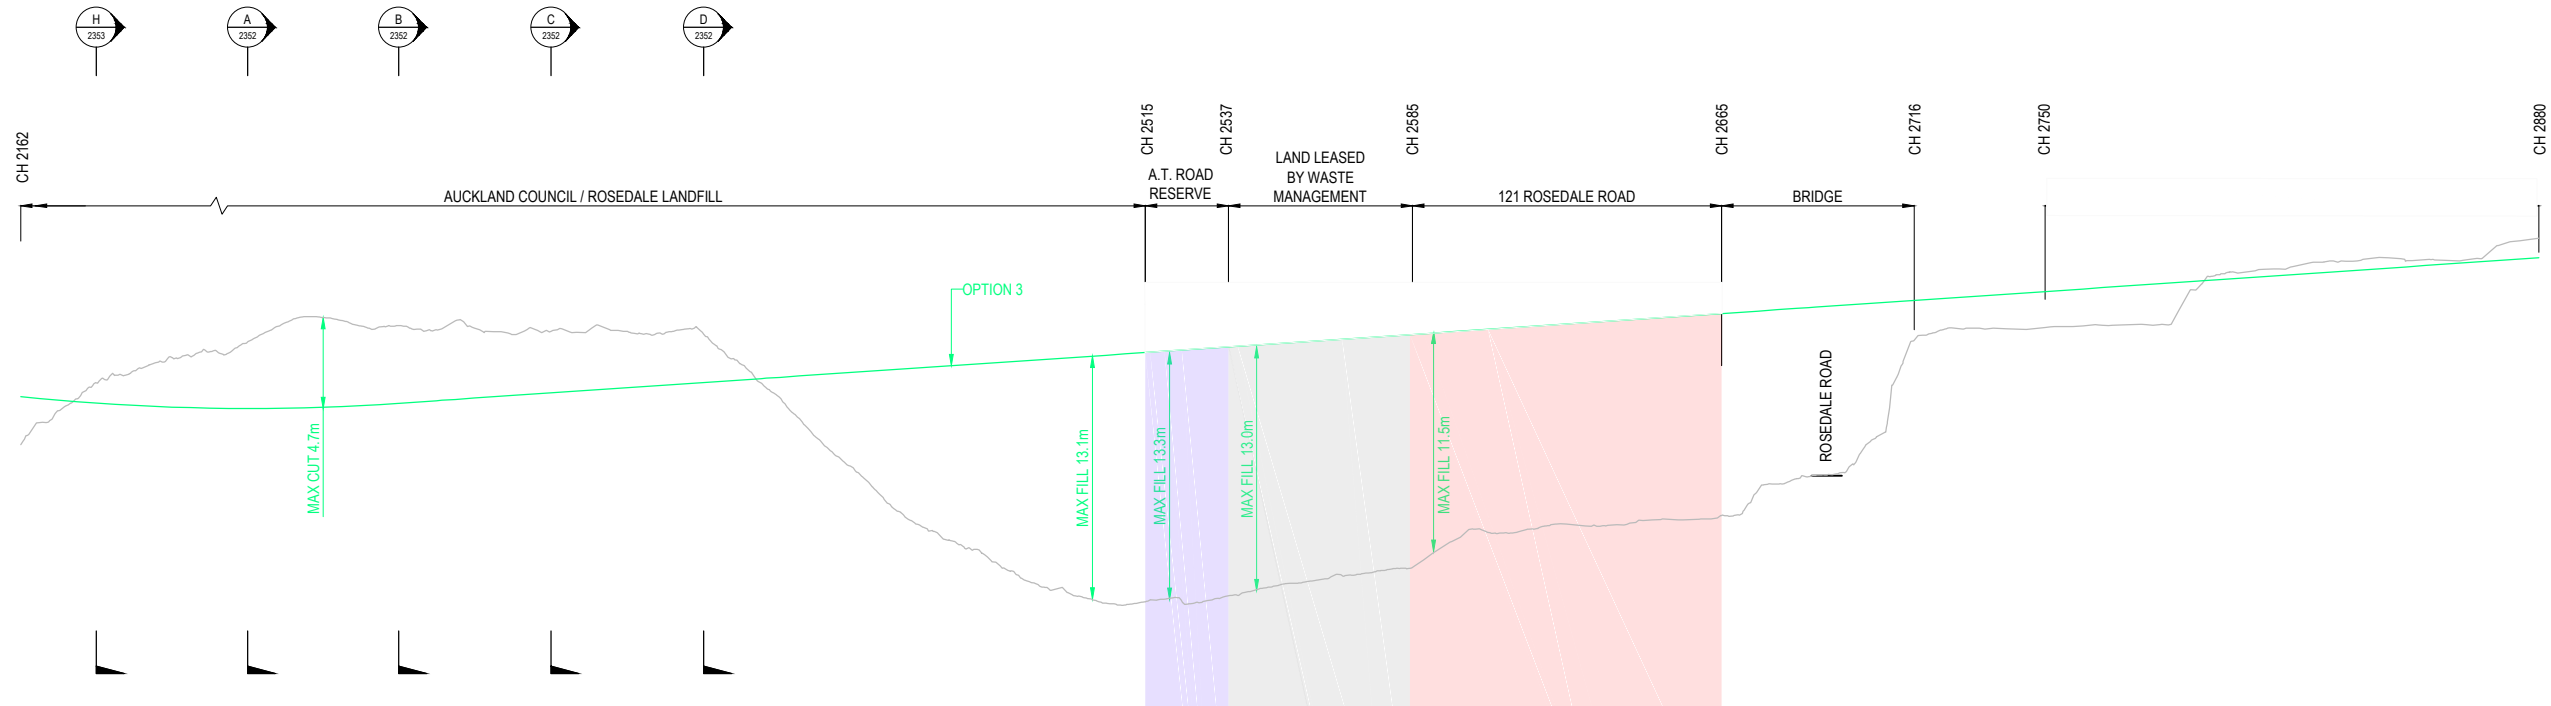 H
2353
A
2352
B
2352
C
2352
D
2352
CH 2162
CH 2515
CH 2537
CH 2585
CH 2665
CH 2716
CH 2750
CH 2880
AUCKLAND COUNCIL / ROSEDALE LANDFILL
A.T. ROAD
RESERVE
LAND LEASED
BY WASTE
MANAGEMENT
121 ROSEDALE ROAD
BRIDGE
OPTION 3
MAX CUT 4.7m
MAX FILL 13.1m
MAX FILL 13.3m
MAX FILL 13.0m
MAX FILL 11.5m
ROSEDALE ROAD